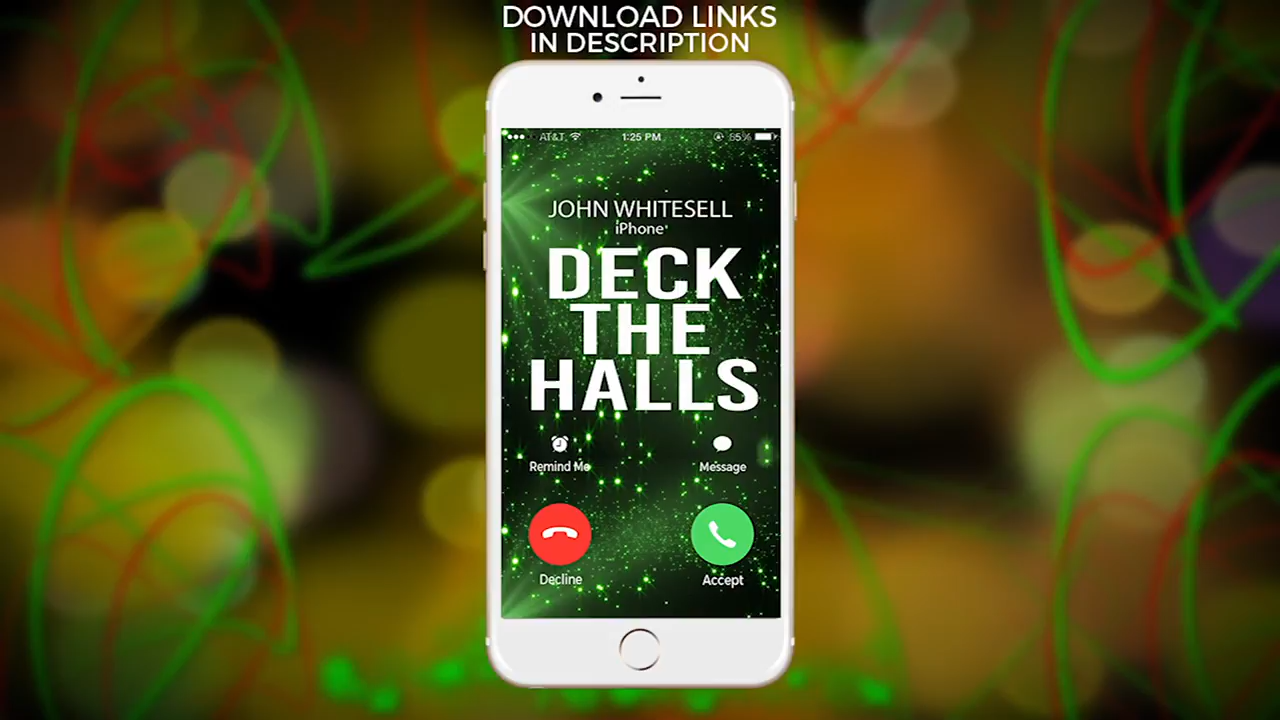 DOWNLOAD LINKS
IN DESCRIPTION
AT&T 1:25 PM 55%
JOHN WHITESELL
iPhone
DECK
THE
HALLS
Remind Me Message
Decline Accept